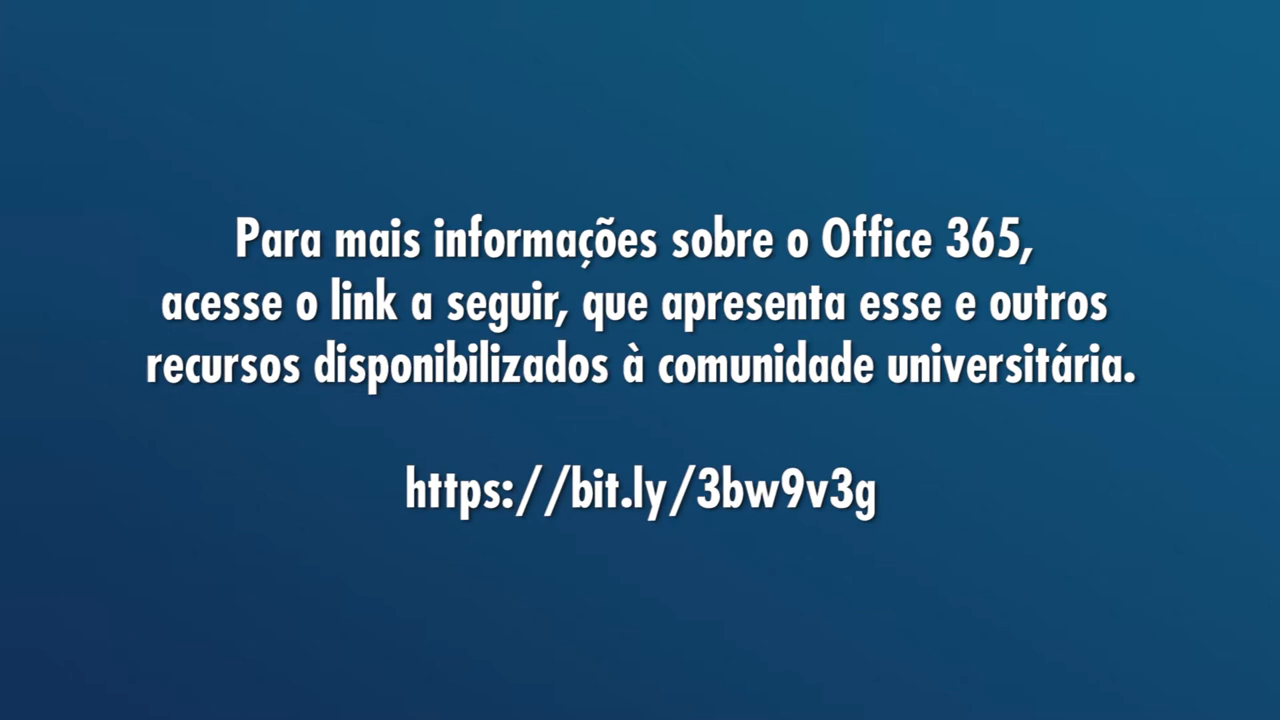 Para mais informações sobre o Office 365,
acesse o link a seguir, que apresenta esse e outros
recursos disponibilizados à comunidade universitária.
https://bit.ly/3bw9v3g